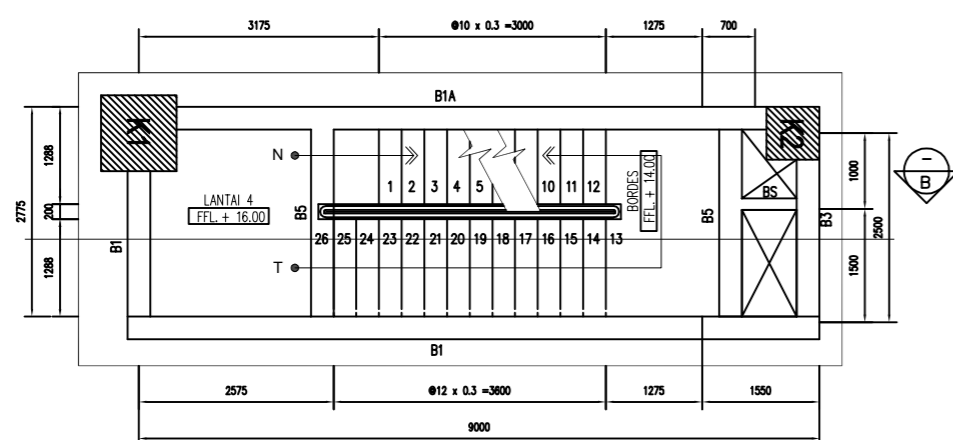 3175
@10 x 0.3 =3000
1275
700
B1A
K1
K2
N
1288
200
1288
2775
1 2 3 4 5 10 11 12
LANTAI 4
FFL. + 16.00
B5
BORDES
FFL. + 14.00
B5
BS
B3
1000
1500
2500
-
B
B1
26 25 24 23 22 21 20 19 18 17 16 15 14 13
T
B1
2575
@12 x 0.3 =3600
1275
1550
9000